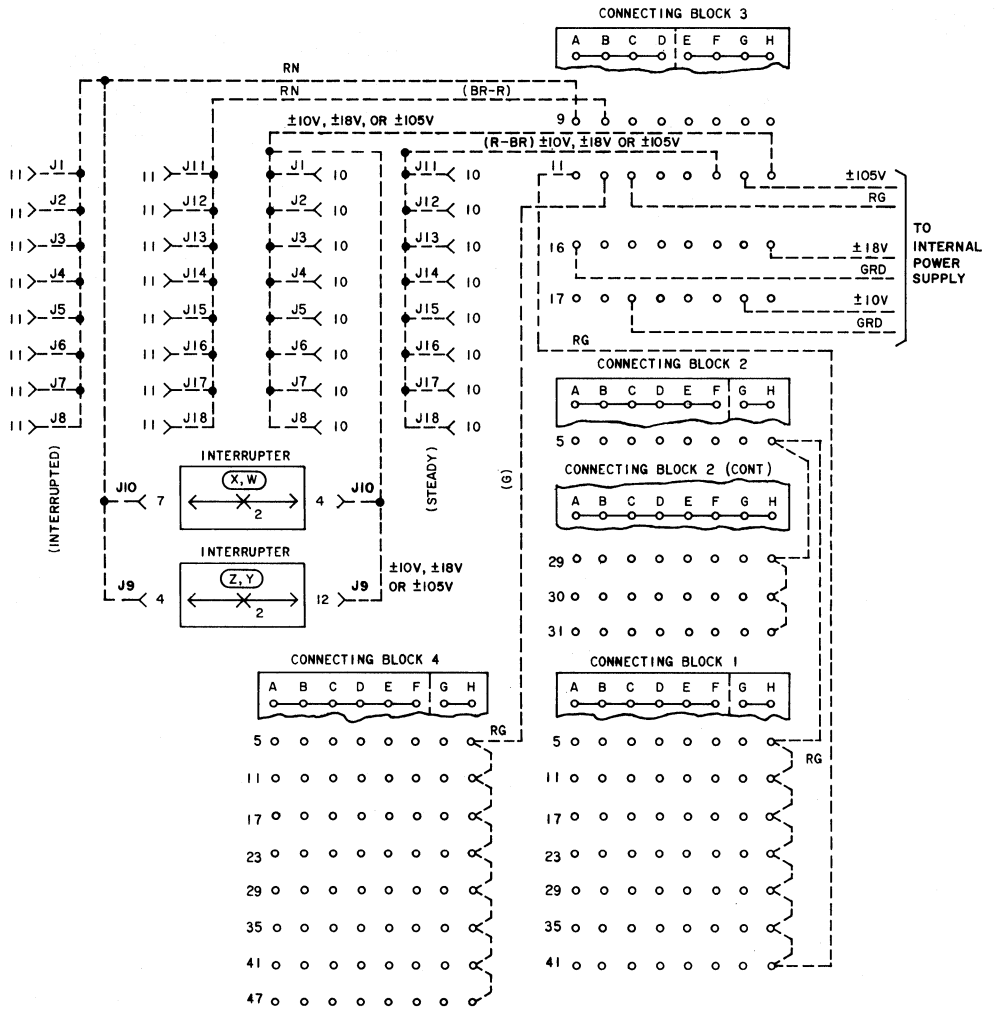 CONNECTING BLOCK 3
A B C D E F G H
RN
RN (BR-R)
±10V, ±18V, OR ±105V
9
(R-BR) ±10V, ±18V OR ±105V
11 J1 11 J11 J1 10 J11 10 11 ±105V
RG
11 J2 11 J12 J2 10 J12 10
11 J3 11 J13 J3 10 J13 10 16 ±18V
GRD
11 J4 11 J14 J4 10 J14 10 17 ±10V
GRD
TO
INTERNAL
POWER
SUPPLY
11 J5 11 J15 J5 10 J15 10
RG
11 J6 11 J16 J6 10 J16 10
11 J7 11 J17 J7 10 J17 10
11 J8 11 J18 J8 10 J18 10
(INTERRUPTED)
(STEADY)
(G)
CONNECTING BLOCK 2
A B C D E F G H
5
CONNECTING BLOCK 2 (CONT)
A B C D E F G H
29
30
31
INTERRUPTER
X, W
J10 7 2 4 J10
INTERRUPTER
±10V, ±18V
OR ±105V
Z, Y
J9 4 2 12 J9
CONNECTING BLOCK 4
A B C D E F G H
RG
5
11
17
23
29
35
41
47
CONNECTING BLOCK 1
A B C D E F G H
5
RG
11
17
23
29
35
41